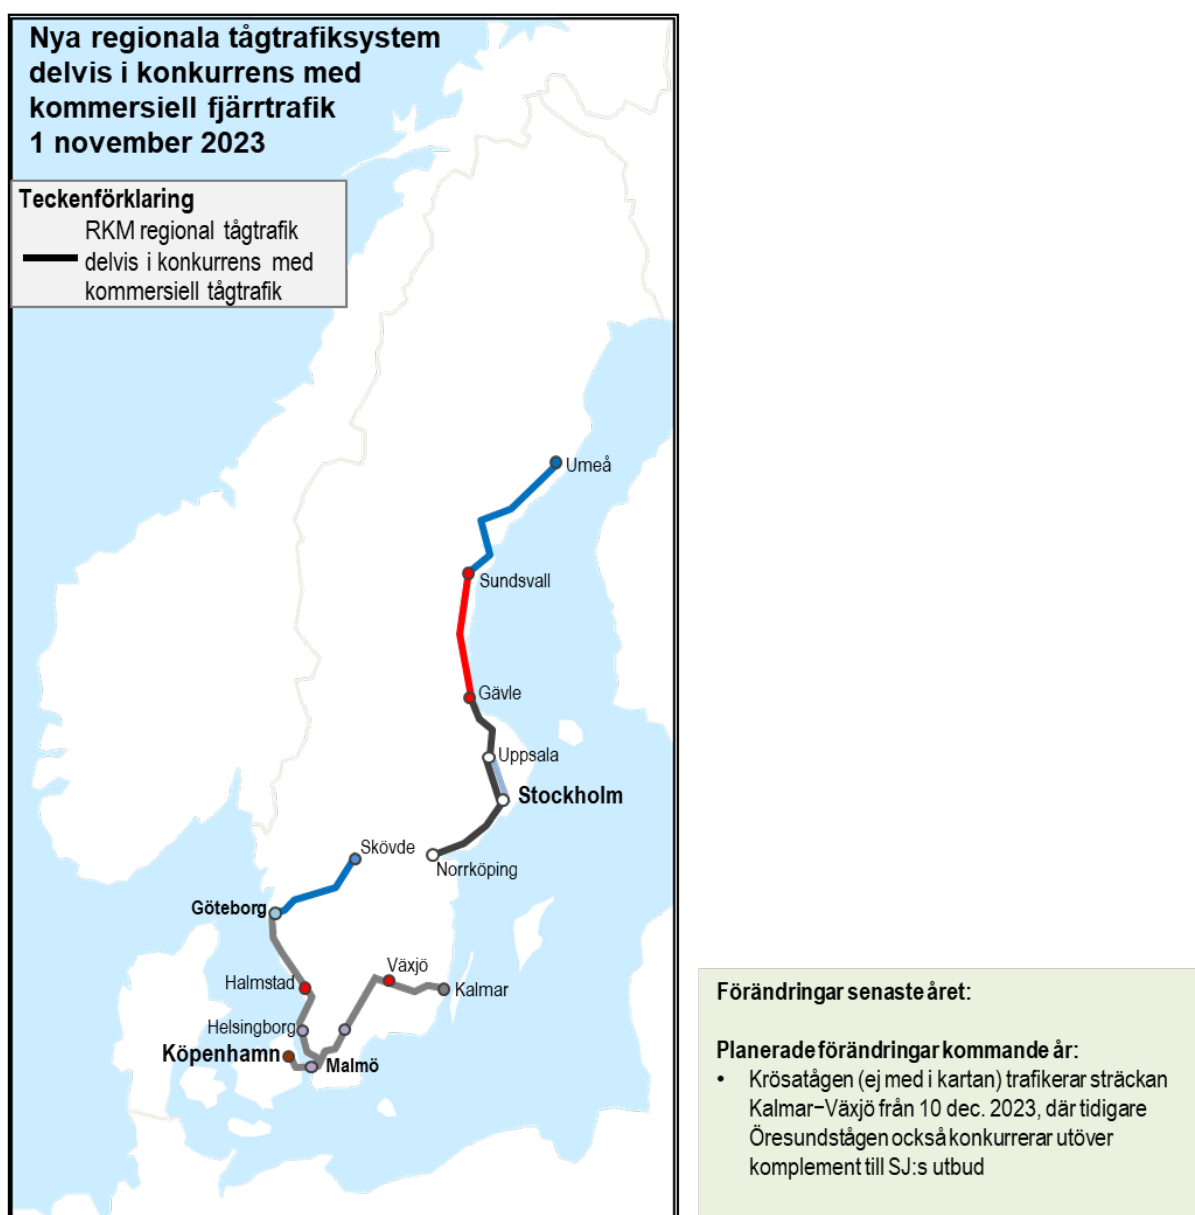 Nya regionala tågtrafiksystem
delvis i konkurrens med
kommersiell fjärrtrafik
1 november 2023
Teckenförklaring
RKM regional tågtrafik
delvis i konkurrens med
kommersiell tågtrafik
Umeå
Sundsvall
Gävle
Uppsala
Stockholm
Skövde
Norrköping
Göteborg
Växjö
Halmstad
Kalmar
Helsingborg
Köpenhamn
Malmö
Förändringar senaste året:
Planerade förändringar kommande år:
• Krösatågen (ej med i kartan) trafikerar sträckan
Kalmar–Växjö från 10 dec. 2023, där tidigare
Öresundstågen också konkurrerar utöver
komplement till SJ:s utbud